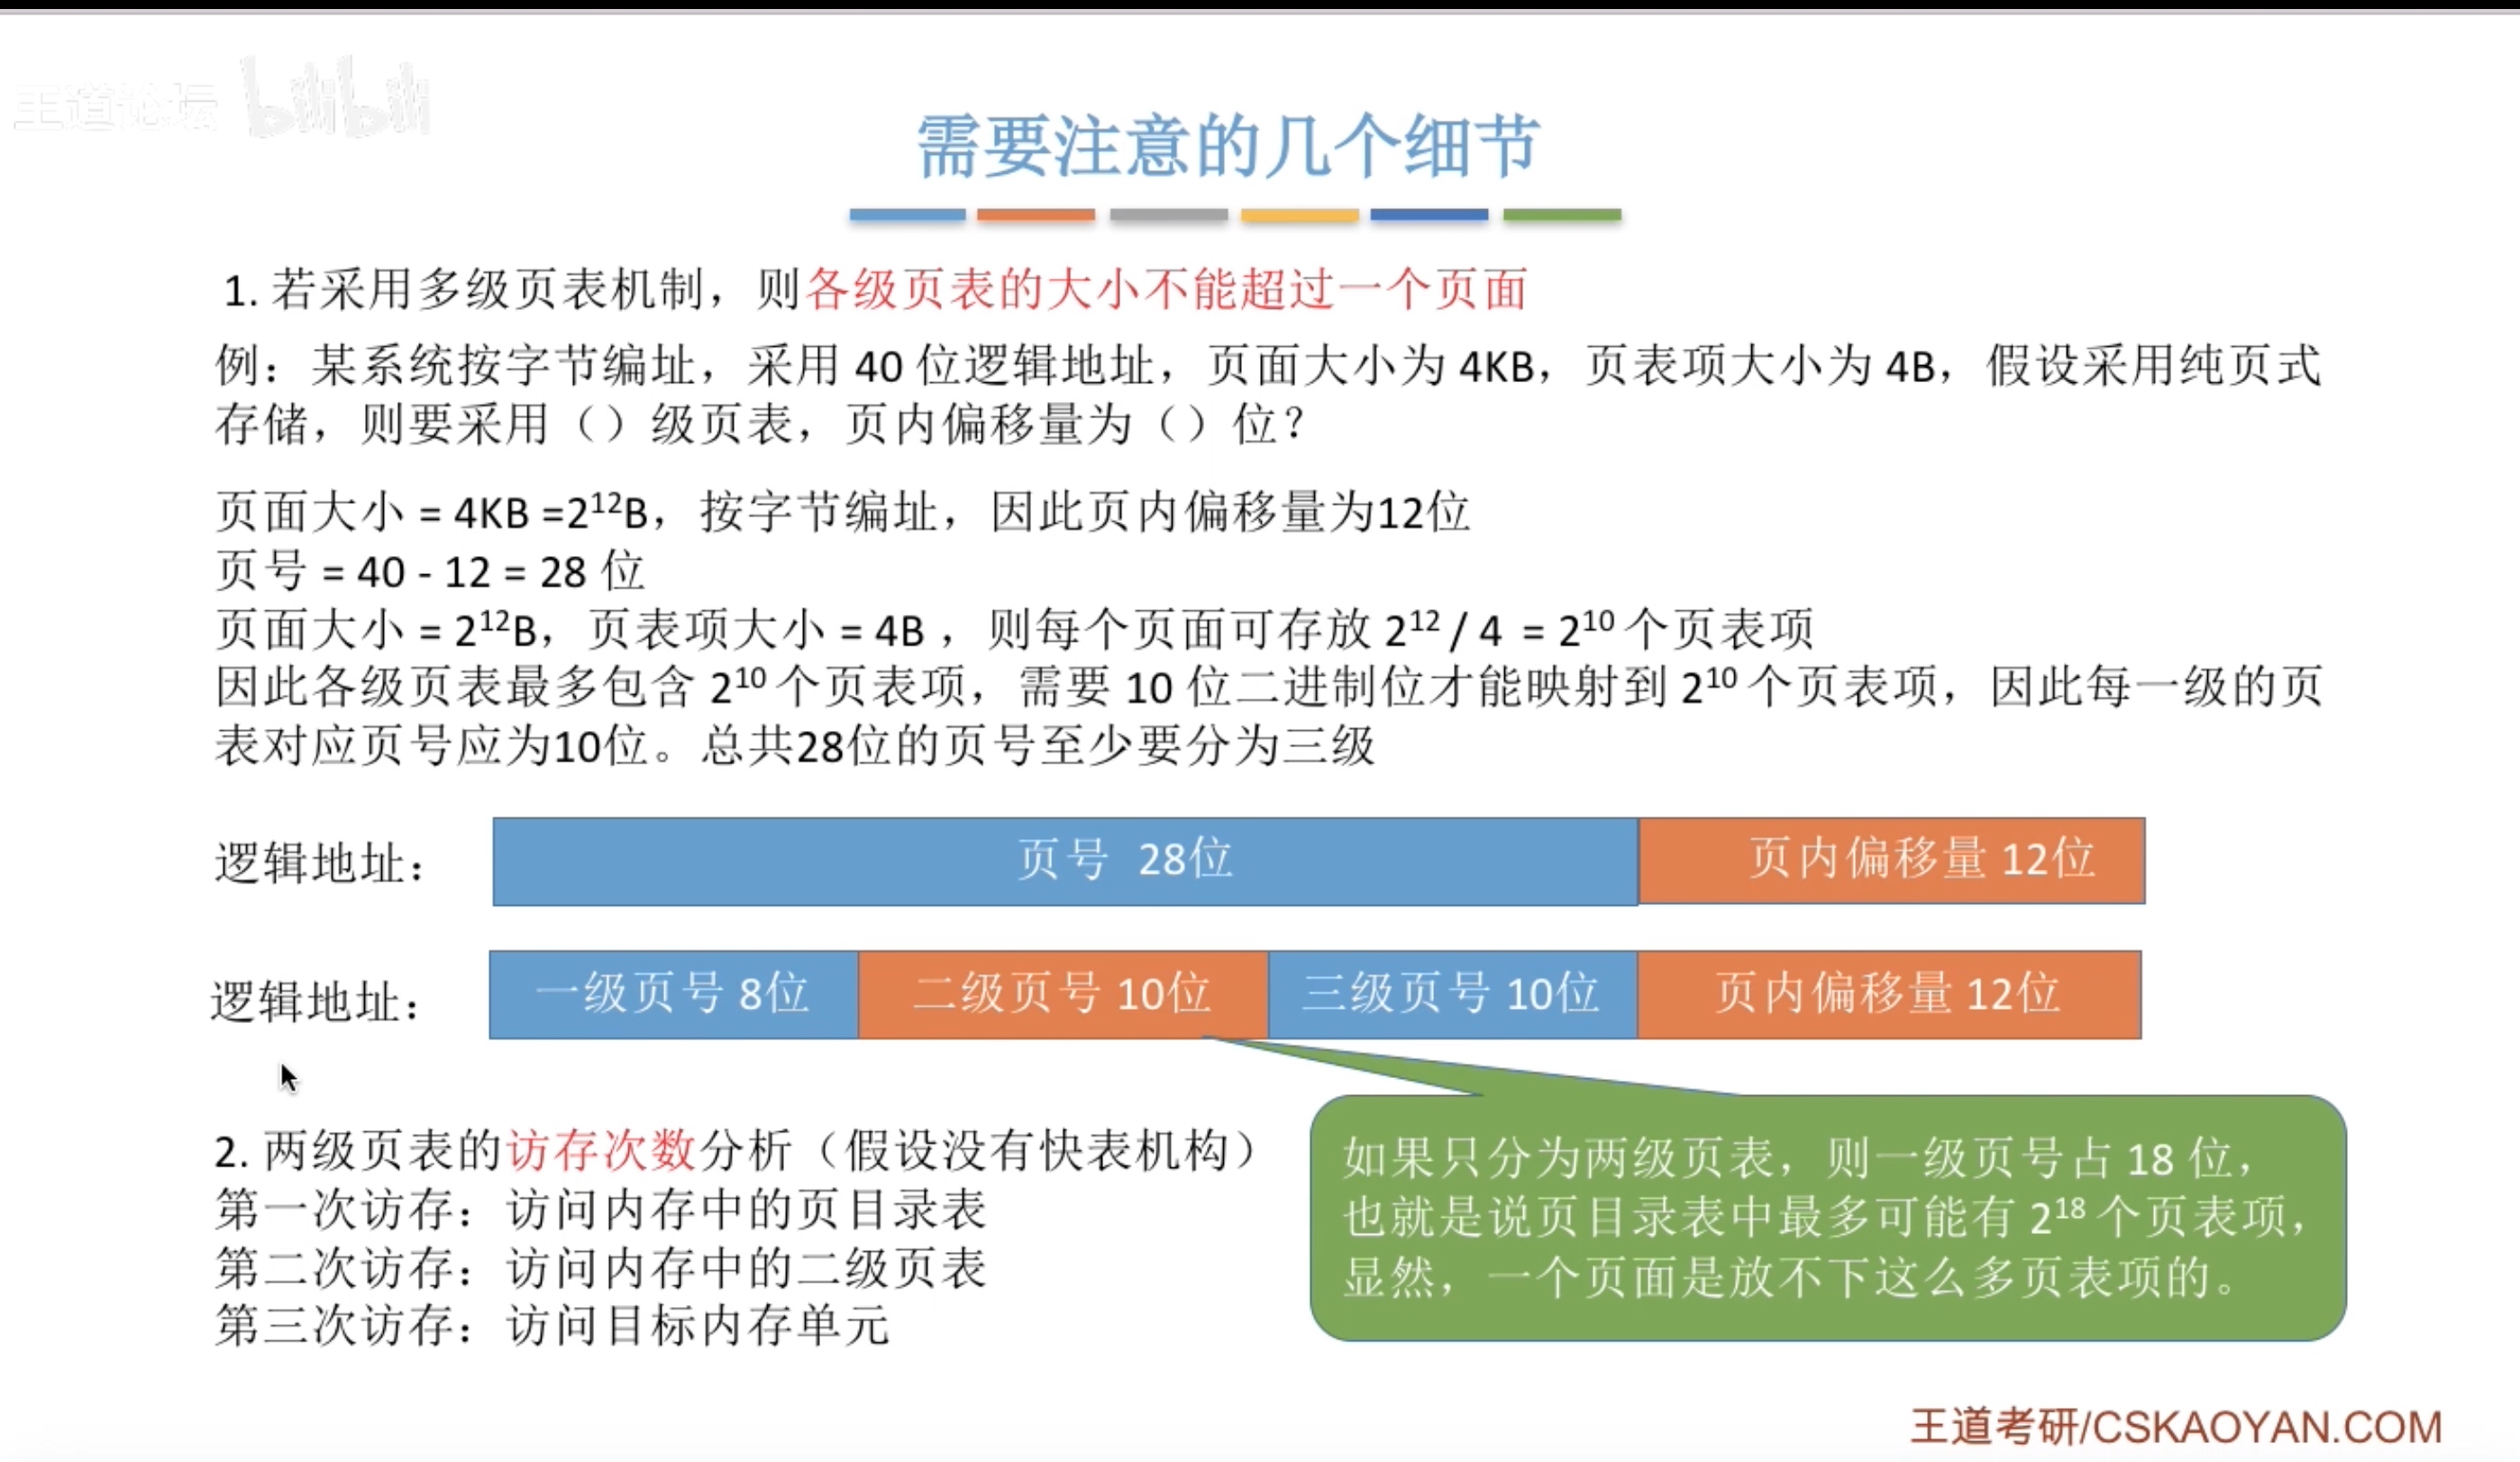 王道论坛 bilibili
需要注意的几个细节
1. 若采用多级页表机制，则各级页表的大小不能超过一个页面
例：某系统按字节编址，采用 40 位逻辑地址，页面大小为 4KB，页表项大小为 4B，假设采用纯页式
存储，则要采用（）级页表，页内偏移量为（）位？
页面大小 = 4KB =2¹²B，按字节编址，因此页内偏移量为12位
页号 = 40 - 12 = 28 位
页面大小 = 2¹²B，页表项大小 = 4B ，则每个页面可存放 2¹² / 4 = 2¹⁰ 个页表项
因此各级页表最多包含 2¹⁰ 个页表项，需要 10 位二进制位才能映射到 2¹⁰ 个页表项，因此每一级的页
表对应页号应为10位。总共28位的页号至少要分为三级
逻辑地址： 页号 28位 页内偏移量 12位
逻辑地址： 一级页号 8位 二级页号 10位 三级页号 10位 页内偏移量 12位
2. 两级页表的访存次数分析（假设没有快表机构）
第一次访存：访问内存中的页目录表
第二次访存：访问内存中的二级页表
第三次访存：访问目标内存单元
如果只分为两级页表，则一级页号占 18 位，
也就是说页目录表中最多可能有 2¹⁸ 个页表项，
显然，一个页面是放不下这么多页表项的。
王道考研/CSKAOYAN.COM